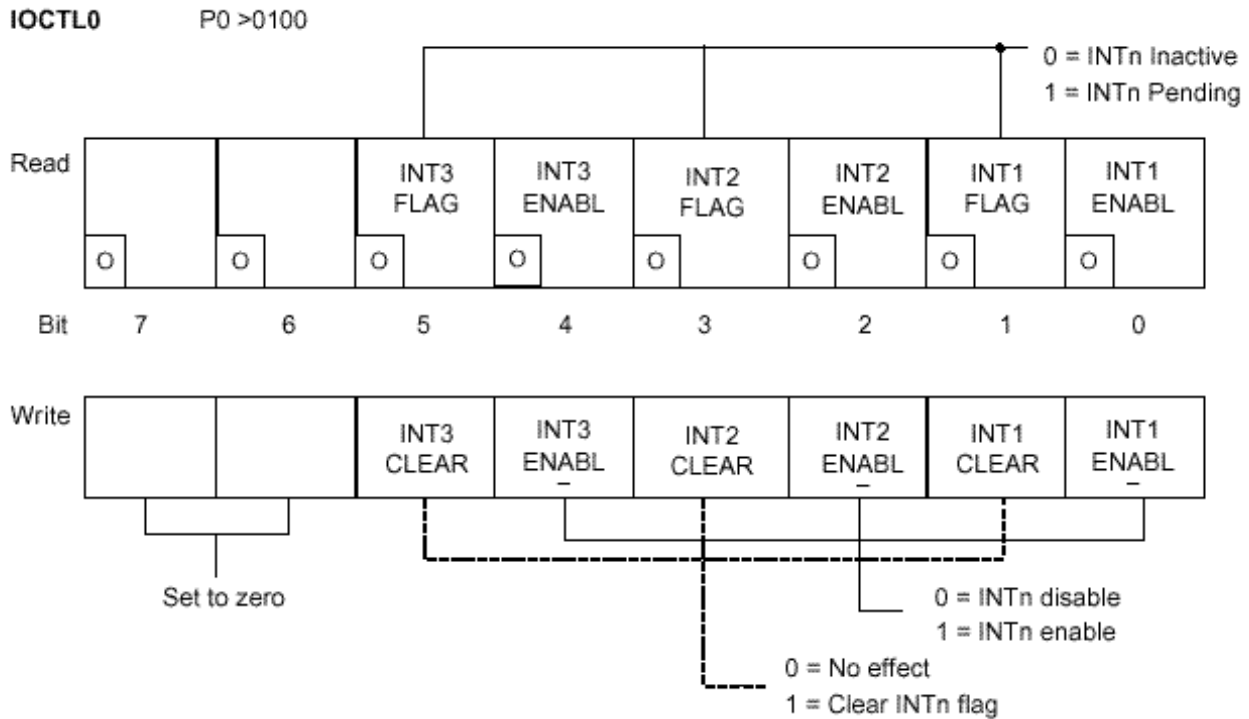 IOCTL0 P0 >0100
0 = INTn Inactive
1 = INTn Pending
Read
INT3 FLAG
INT3 ENABL
INT2 FLAG
INT2 ENABL
INT1 FLAG
INT1 ENABL
O O O O O O O O
Bit 7 6 5 4 3 2 1 0
Write
INT3 CLEAR
INT3 ENABL
INT2 CLEAR
INT2 ENABL
INT1 CLEAR
INT1 ENABL
Set to zero
0 = INTn disable
1 = INTn enable
0 = No effect
1 = Clear INTn flag